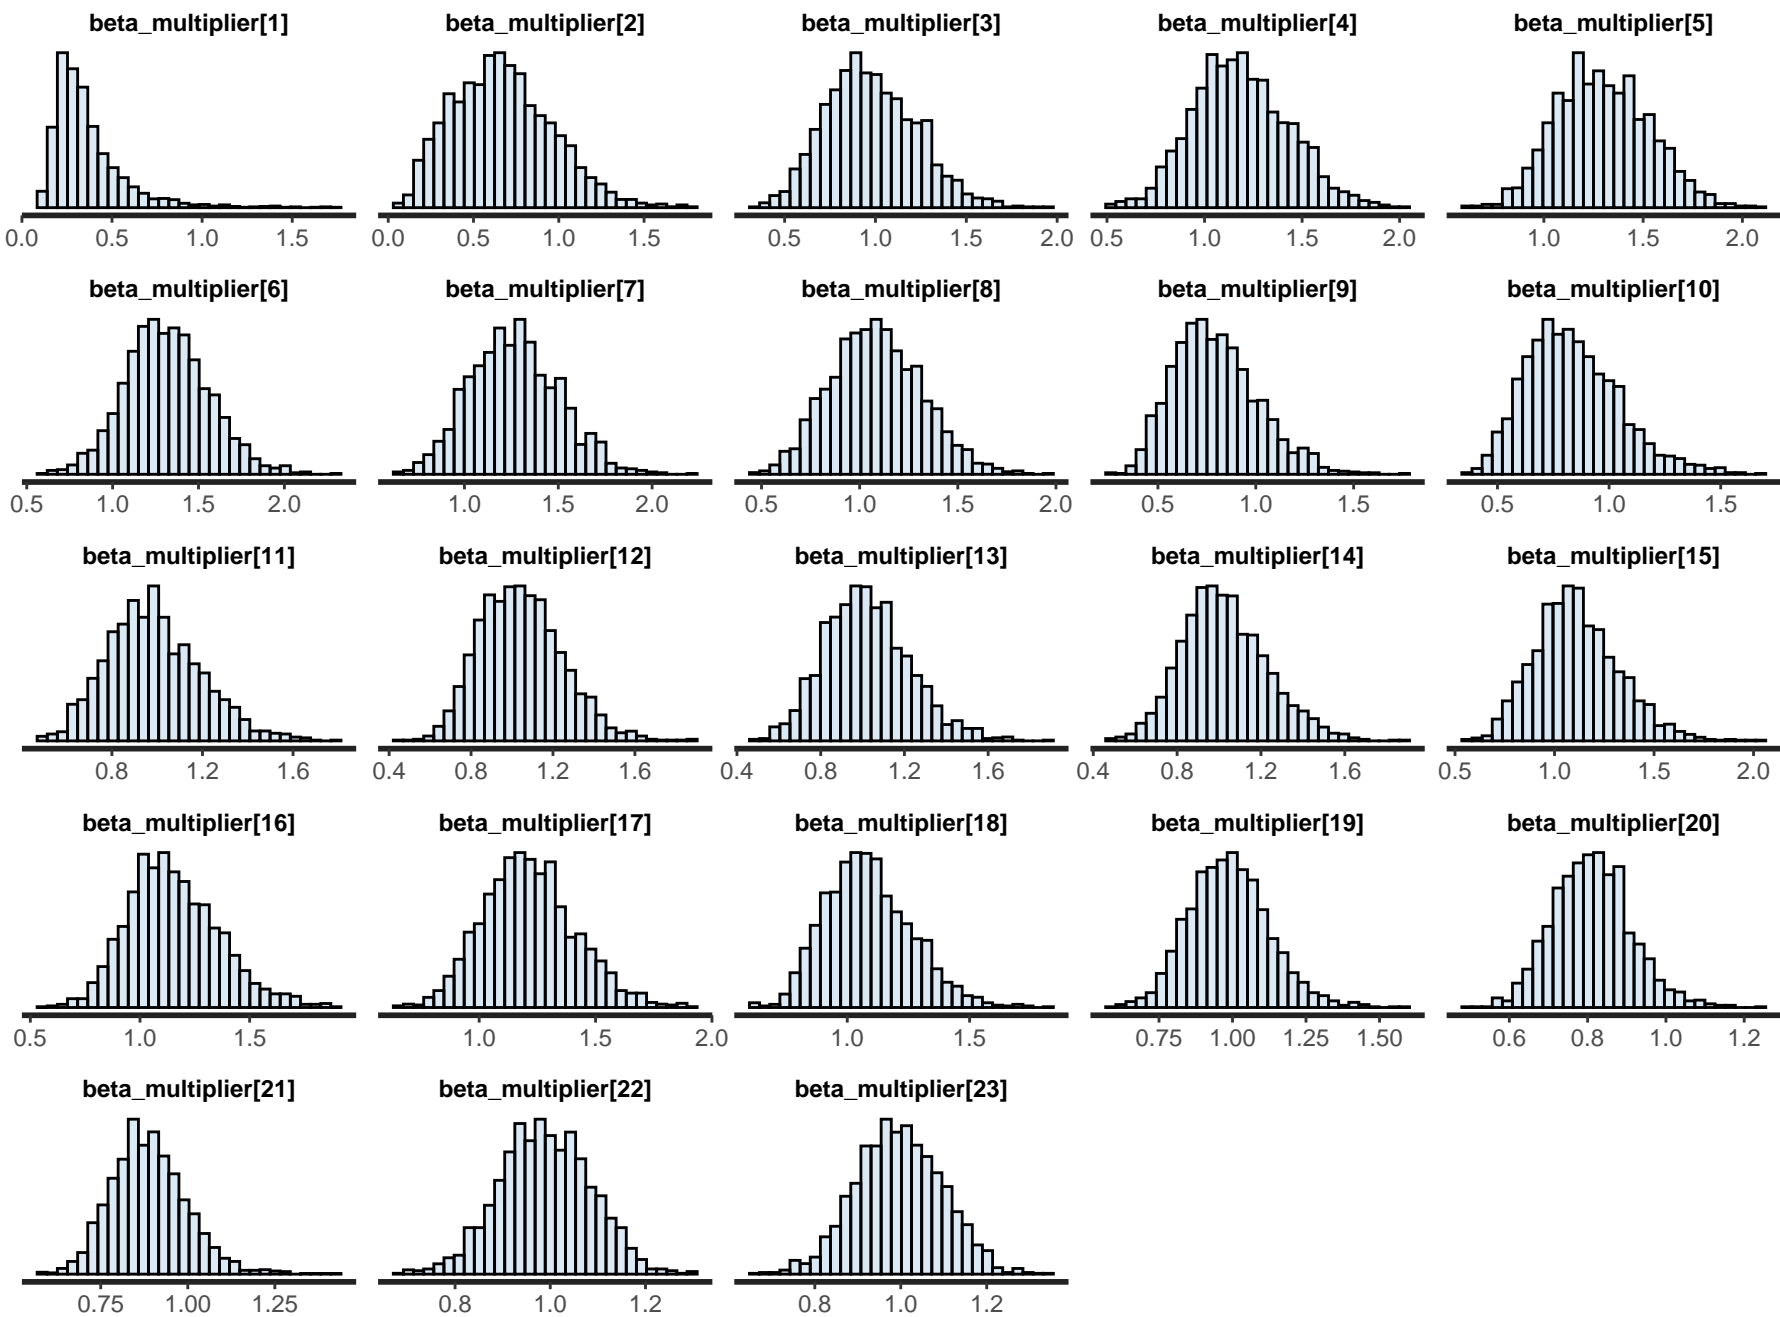 beta_multiplier[1] beta_multiplier[2] beta_multiplier[3] beta_multiplier[4] beta_multiplier[5]
0.0 0.5 1.0 1.5 0.0 0.5 1.0 1.5 0.5 1.0 1.5 2.0 0.5 1.0 1.5 2.0 1.0 1.5 2.0
beta_multiplier[6] beta_multiplier[7] beta_multiplier[8] beta_multiplier[9] beta_multiplier[10]
0.5 1.0 1.5 2.0 1.0 1.5 2.0 0.5 1.0 1.5 2.0 0.5 1.0 1.5 0.5 1.0 1.5
beta_multiplier[11] beta_multiplier[12] beta_multiplier[13] beta_multiplier[14] beta_multiplier[15]
0.8 1.2 1.6 0.4 0.8 1.2 1.6 0.4 0.8 1.2 1.6 0.4 0.8 1.2 1.6 0.5 1.0 1.5 2.0
beta_multiplier[16] beta_multiplier[17] beta_multiplier[18] beta_multiplier[19] beta_multiplier[20]
0.5 1.0 1.5 1.0 1.5 2.0 1.0 1.5 0.75 1.00 1.25 1.50 0.6 0.8 1.0 1.2
beta_multiplier[21] beta_multiplier[22] beta_multiplier[23]
0.75 1.00 1.25 0.8 1.0 1.2 0.8 1.0 1.2